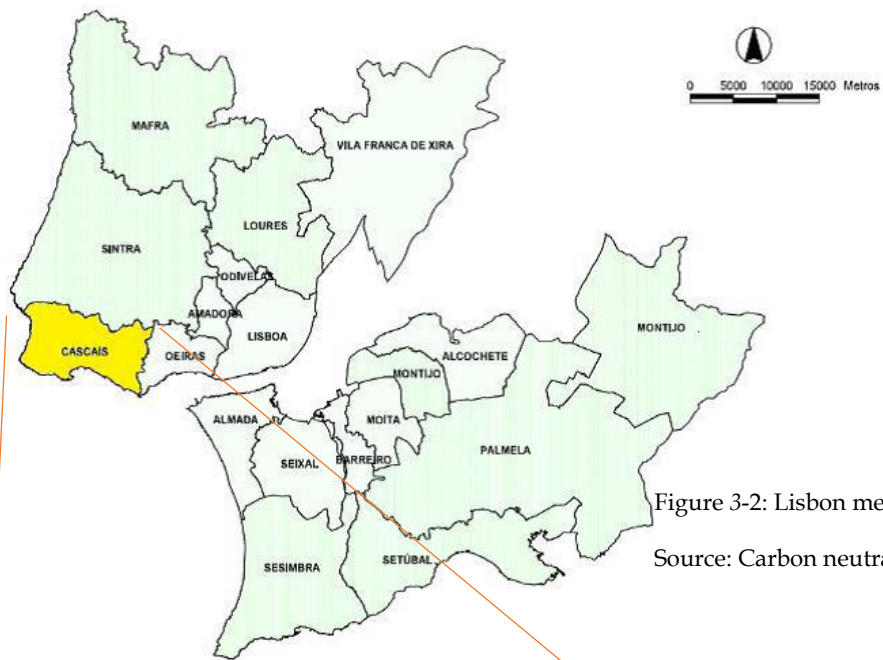 0 5000 10000 15000 Metros
MAFRA
VILA FRANCA DE XIRA
LOURES
SINTRA
ODIVELAS
AMADORA
LISBOA
CASCAIS
OEIRAS
MONTIJO
ALCOCHETE
MONTIJO
ALMADA
MOITA
SEIXAL
BARREIRO
PALMELA
SESIMBRA
SETÚBAL
Figure 3-2: Lisbon me
Source: Carbon neutra